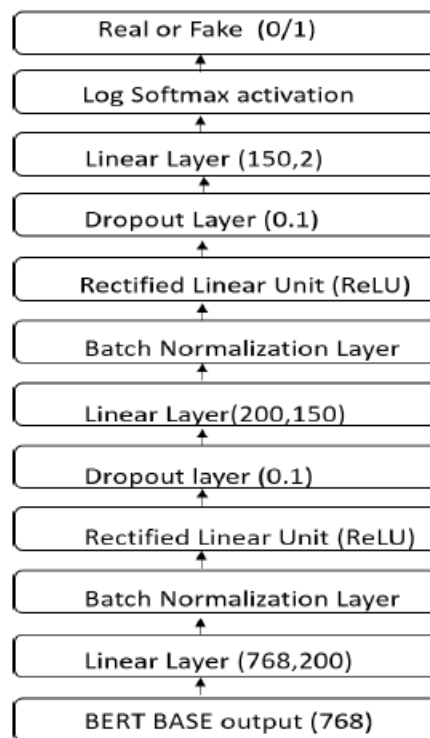 Real or Fake (0/1)
Log Softmax activation
Linear Layer (150,2)
Dropout Layer (0.1)
Rectified Linear Unit (ReLU)
Batch Normalization Layer
Linear Layer(200,150)
Dropout layer (0.1)
Rectified Linear Unit (ReLU)
Batch Normalization Layer
Linear Layer (768,200)
BERT BASE output (768)